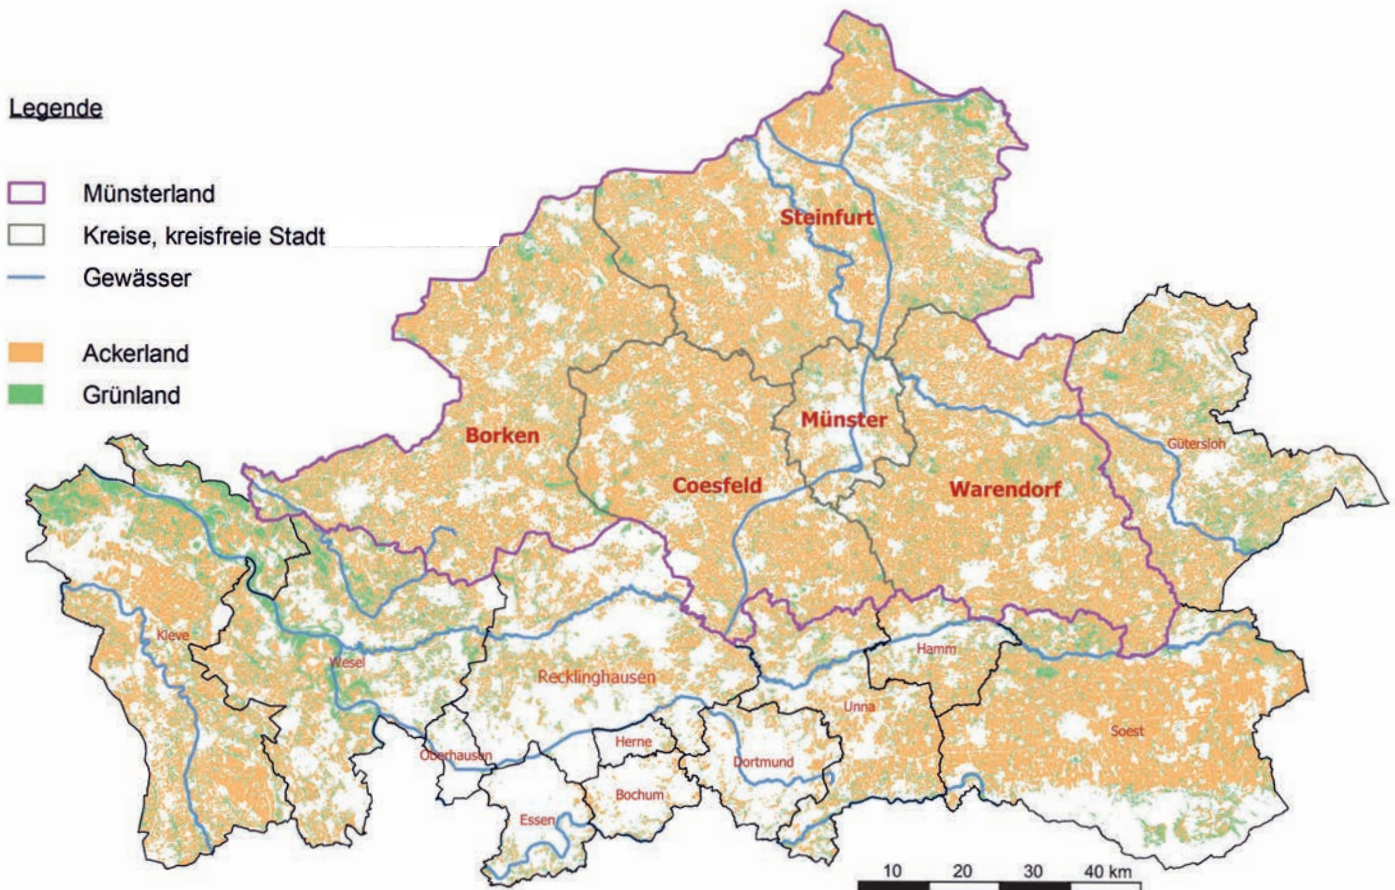 Legende
Münsterland
Kreise, kreisfreie Stadt
Gewässer
Ackerland
Grünland
Steinfurt
Münster
Borken
Gütersloh
Coesfeld
Warendorf
Kleve
Wesel
Hamm
Recklinghausen
Unna
Soest
Herne
Oberhausen
Dortmund
Bochum
Essen
10 20 30 40 km